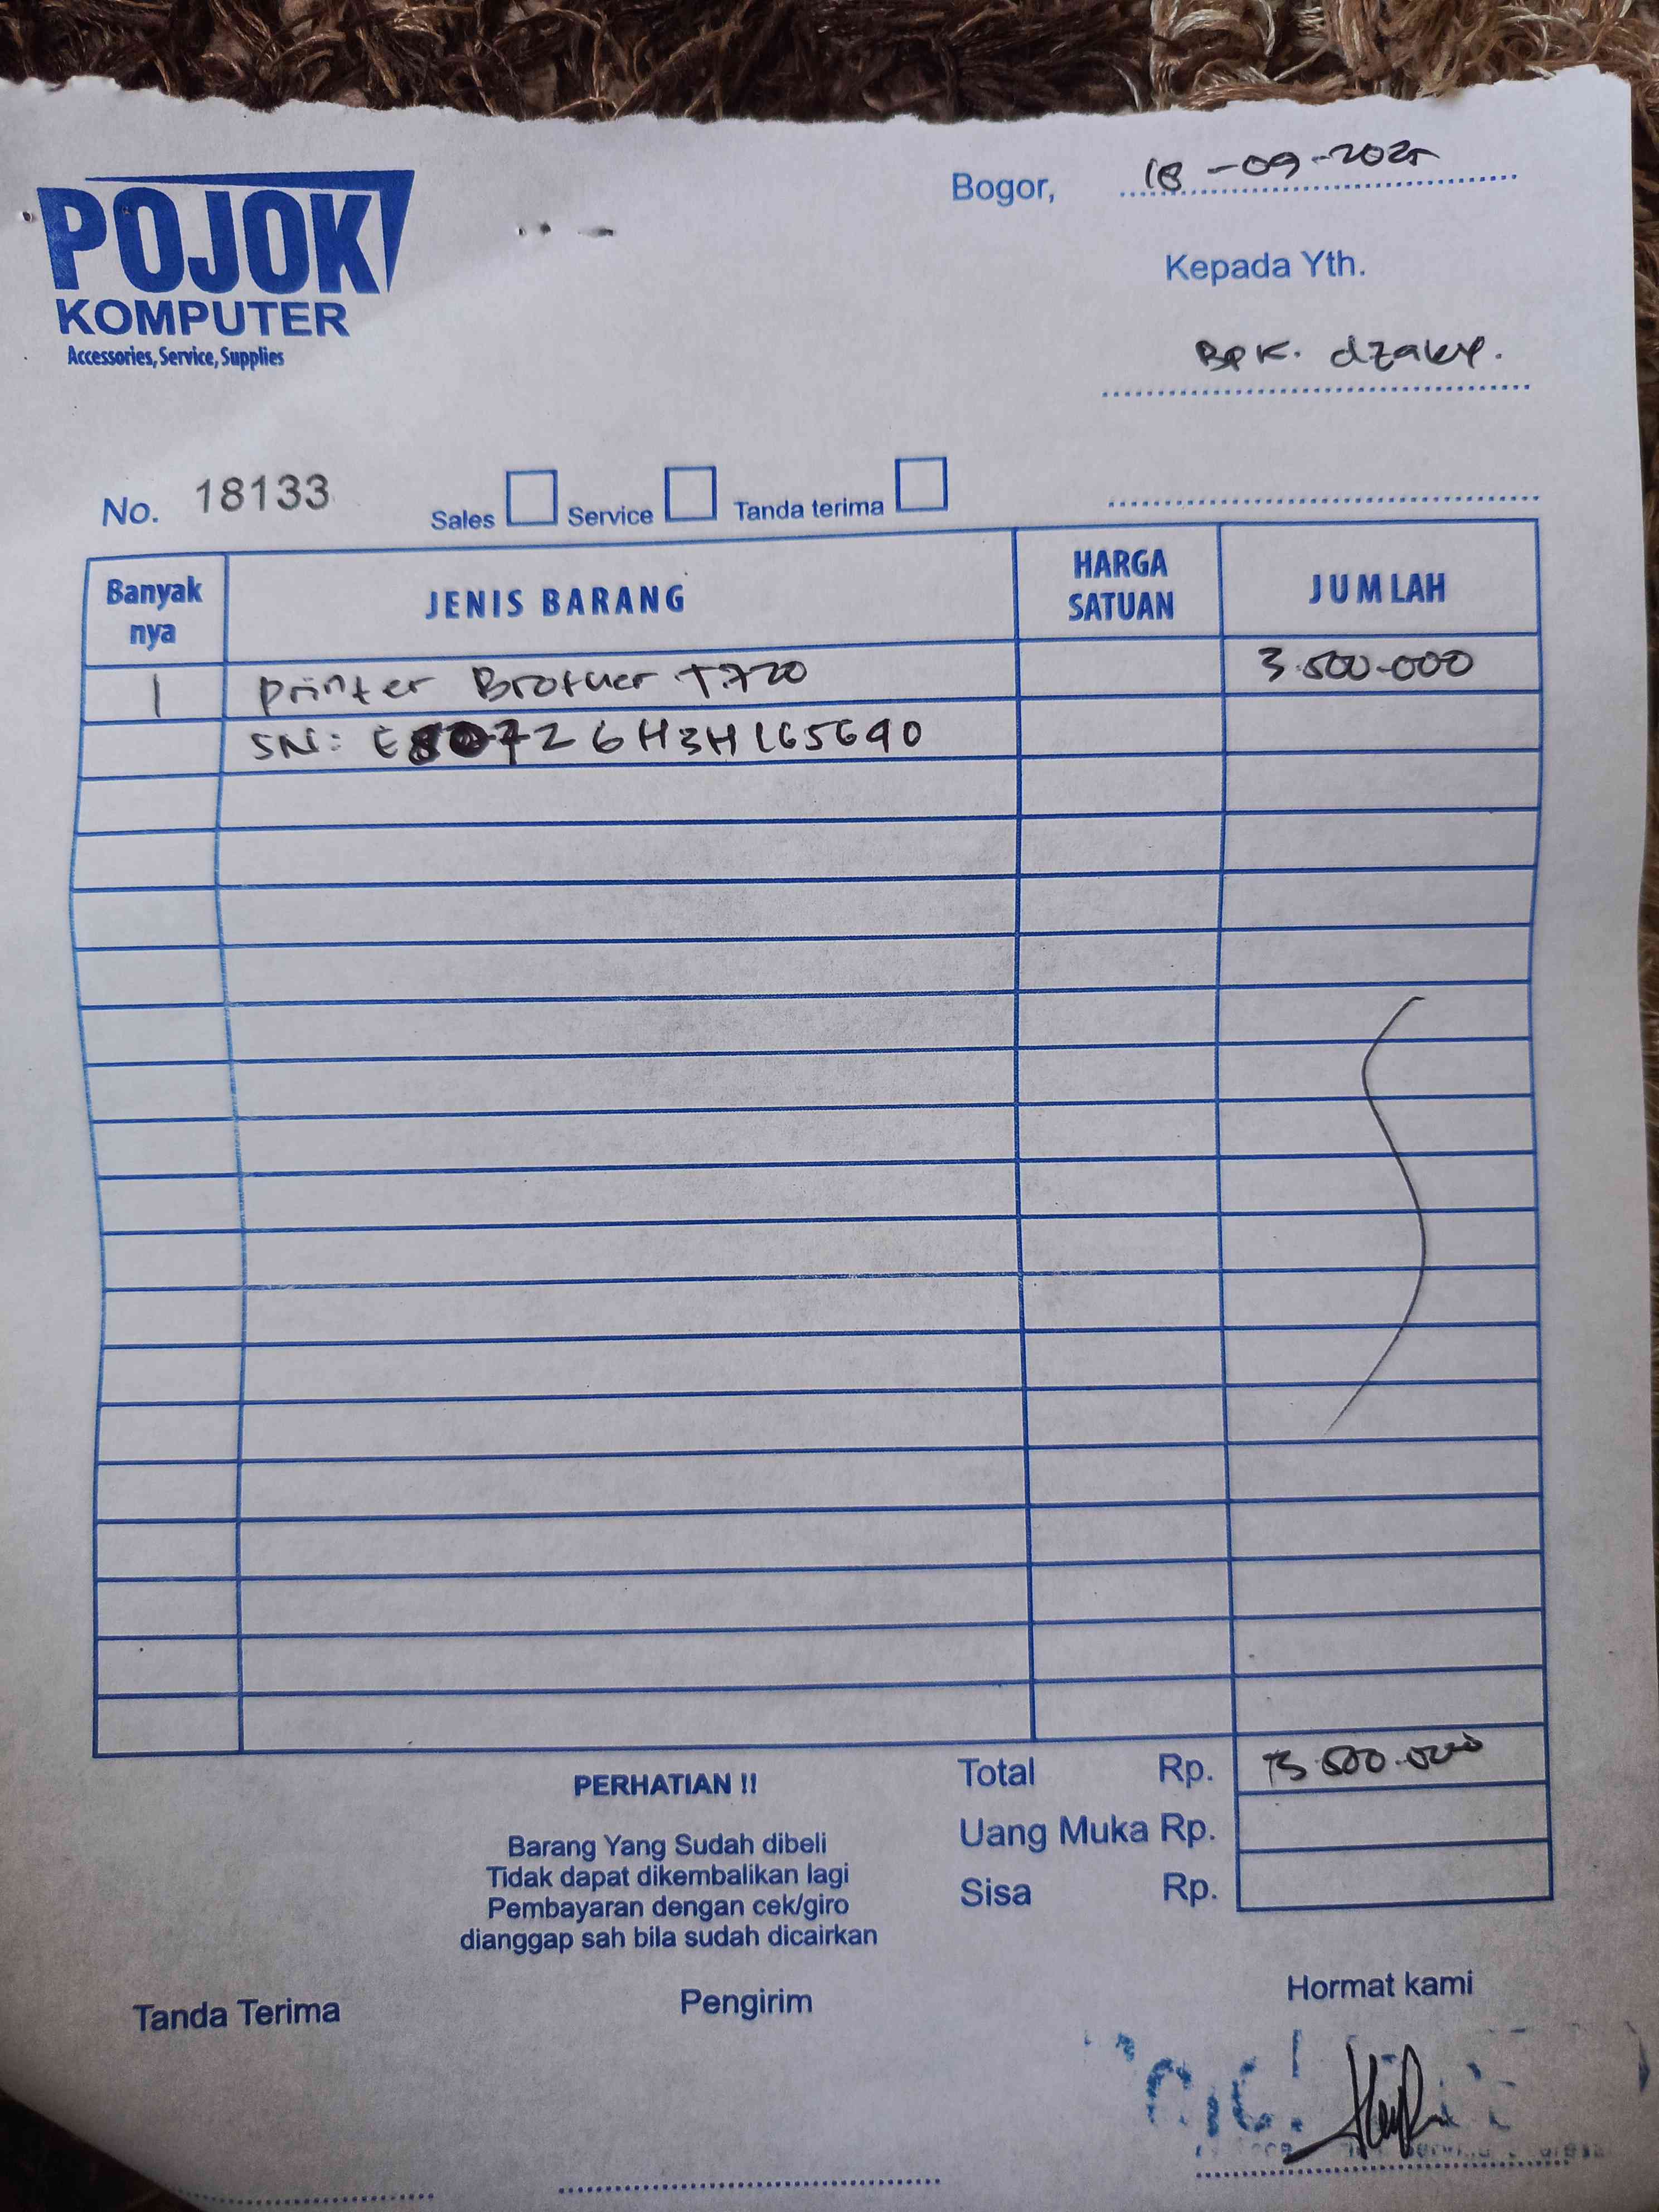 POJOK
KOMPUTER
Accessories, Service, Supplies
Bogor, 18-09-2025
Kepada Yth.
BPK. dzaky.
No. 18133 Sales Service Tanda terima
Banyak nya JENIS BARANG HARGA SATUAN JUMLAH
1 printer Brother T720 3.500.000
SN: E80726H3H165690
PERHATIAN !!
Barang Yang Sudah dibeli
Tidak dapat dikembalikan lagi
Pembayaran dengan cek/giro
dianggap sah bila sudah dicairkan
Total Rp. 3.500.000
Uang Muka Rp.
Sisa Rp.
Tanda Terima Pengirim Hormat kami